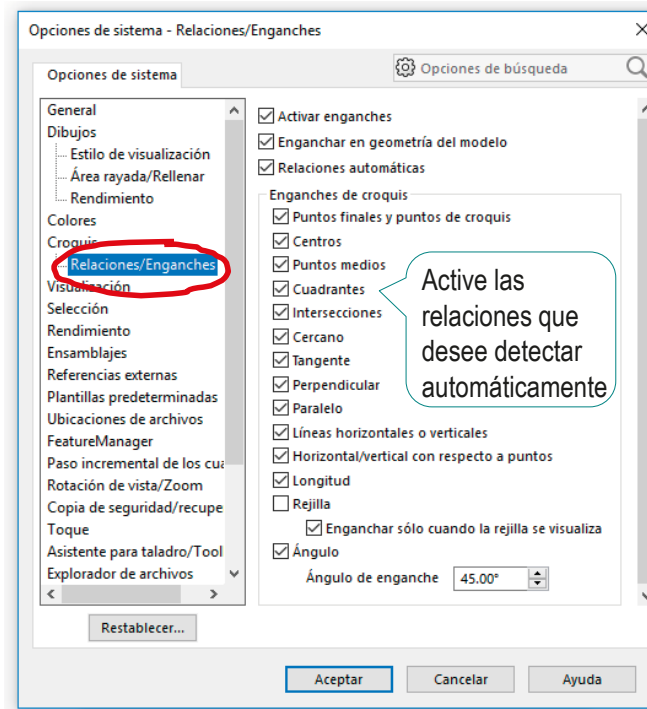 Opciones de sistema - Relaciones/Enganches
Opciones de sistema
Opciones de búsqueda
General
Dibujos
Estilo de visualización
Área rayada/Rellenar
Rendimiento
Colores
Croquis
Relaciones/Enganches
Visualización
Selección
Rendimiento
Ensamblajes
Referencias externas
Plantillas predeterminadas
Ubicaciones de archivos
FeatureManager
Paso incremental de los cua
Rotación de vista/Zoom
Copia de seguridad/recupe
Toque
Asistente para taladro/Tool
Explorador de archivos
Restablecer...
Activar enganches
Enganchar en geometría del modelo
Relaciones automáticas
Enganches de croquis
Puntos finales y puntos de croquis
Centros
Puntos medios
Cuadrantes
Intersecciones
Cercano
Tangente
Perpendicular
Paralelo
Líneas horizontales o verticales
Horizontal/vertical con respecto a puntos
Longitud
Rejilla
Enganchar sólo cuando la rejilla se visualiza
Ángulo
Ángulo de enganche 45.00°
Active las
relaciones que
desee detectar
automáticamente
Aceptar
Cancelar
Ayuda